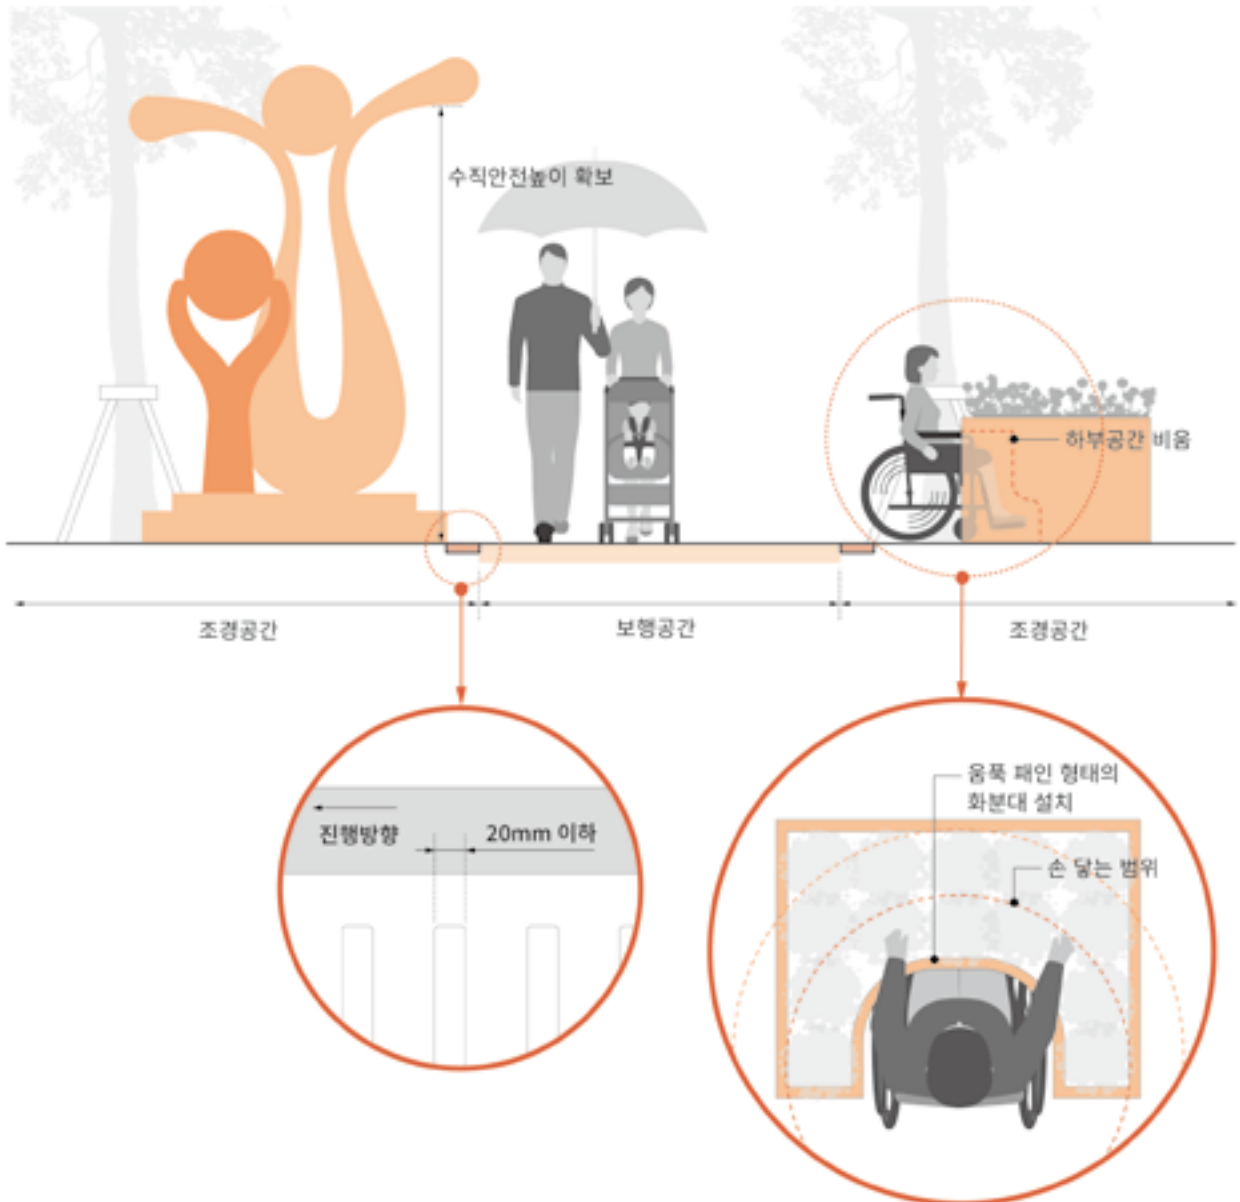 수직안전높이 확보
하부공간 비움
조경공간
보행공간
조경공간
진행방향
20mm 이하
움푹 패인 형태의
화분대 설치
손 닿는 범위